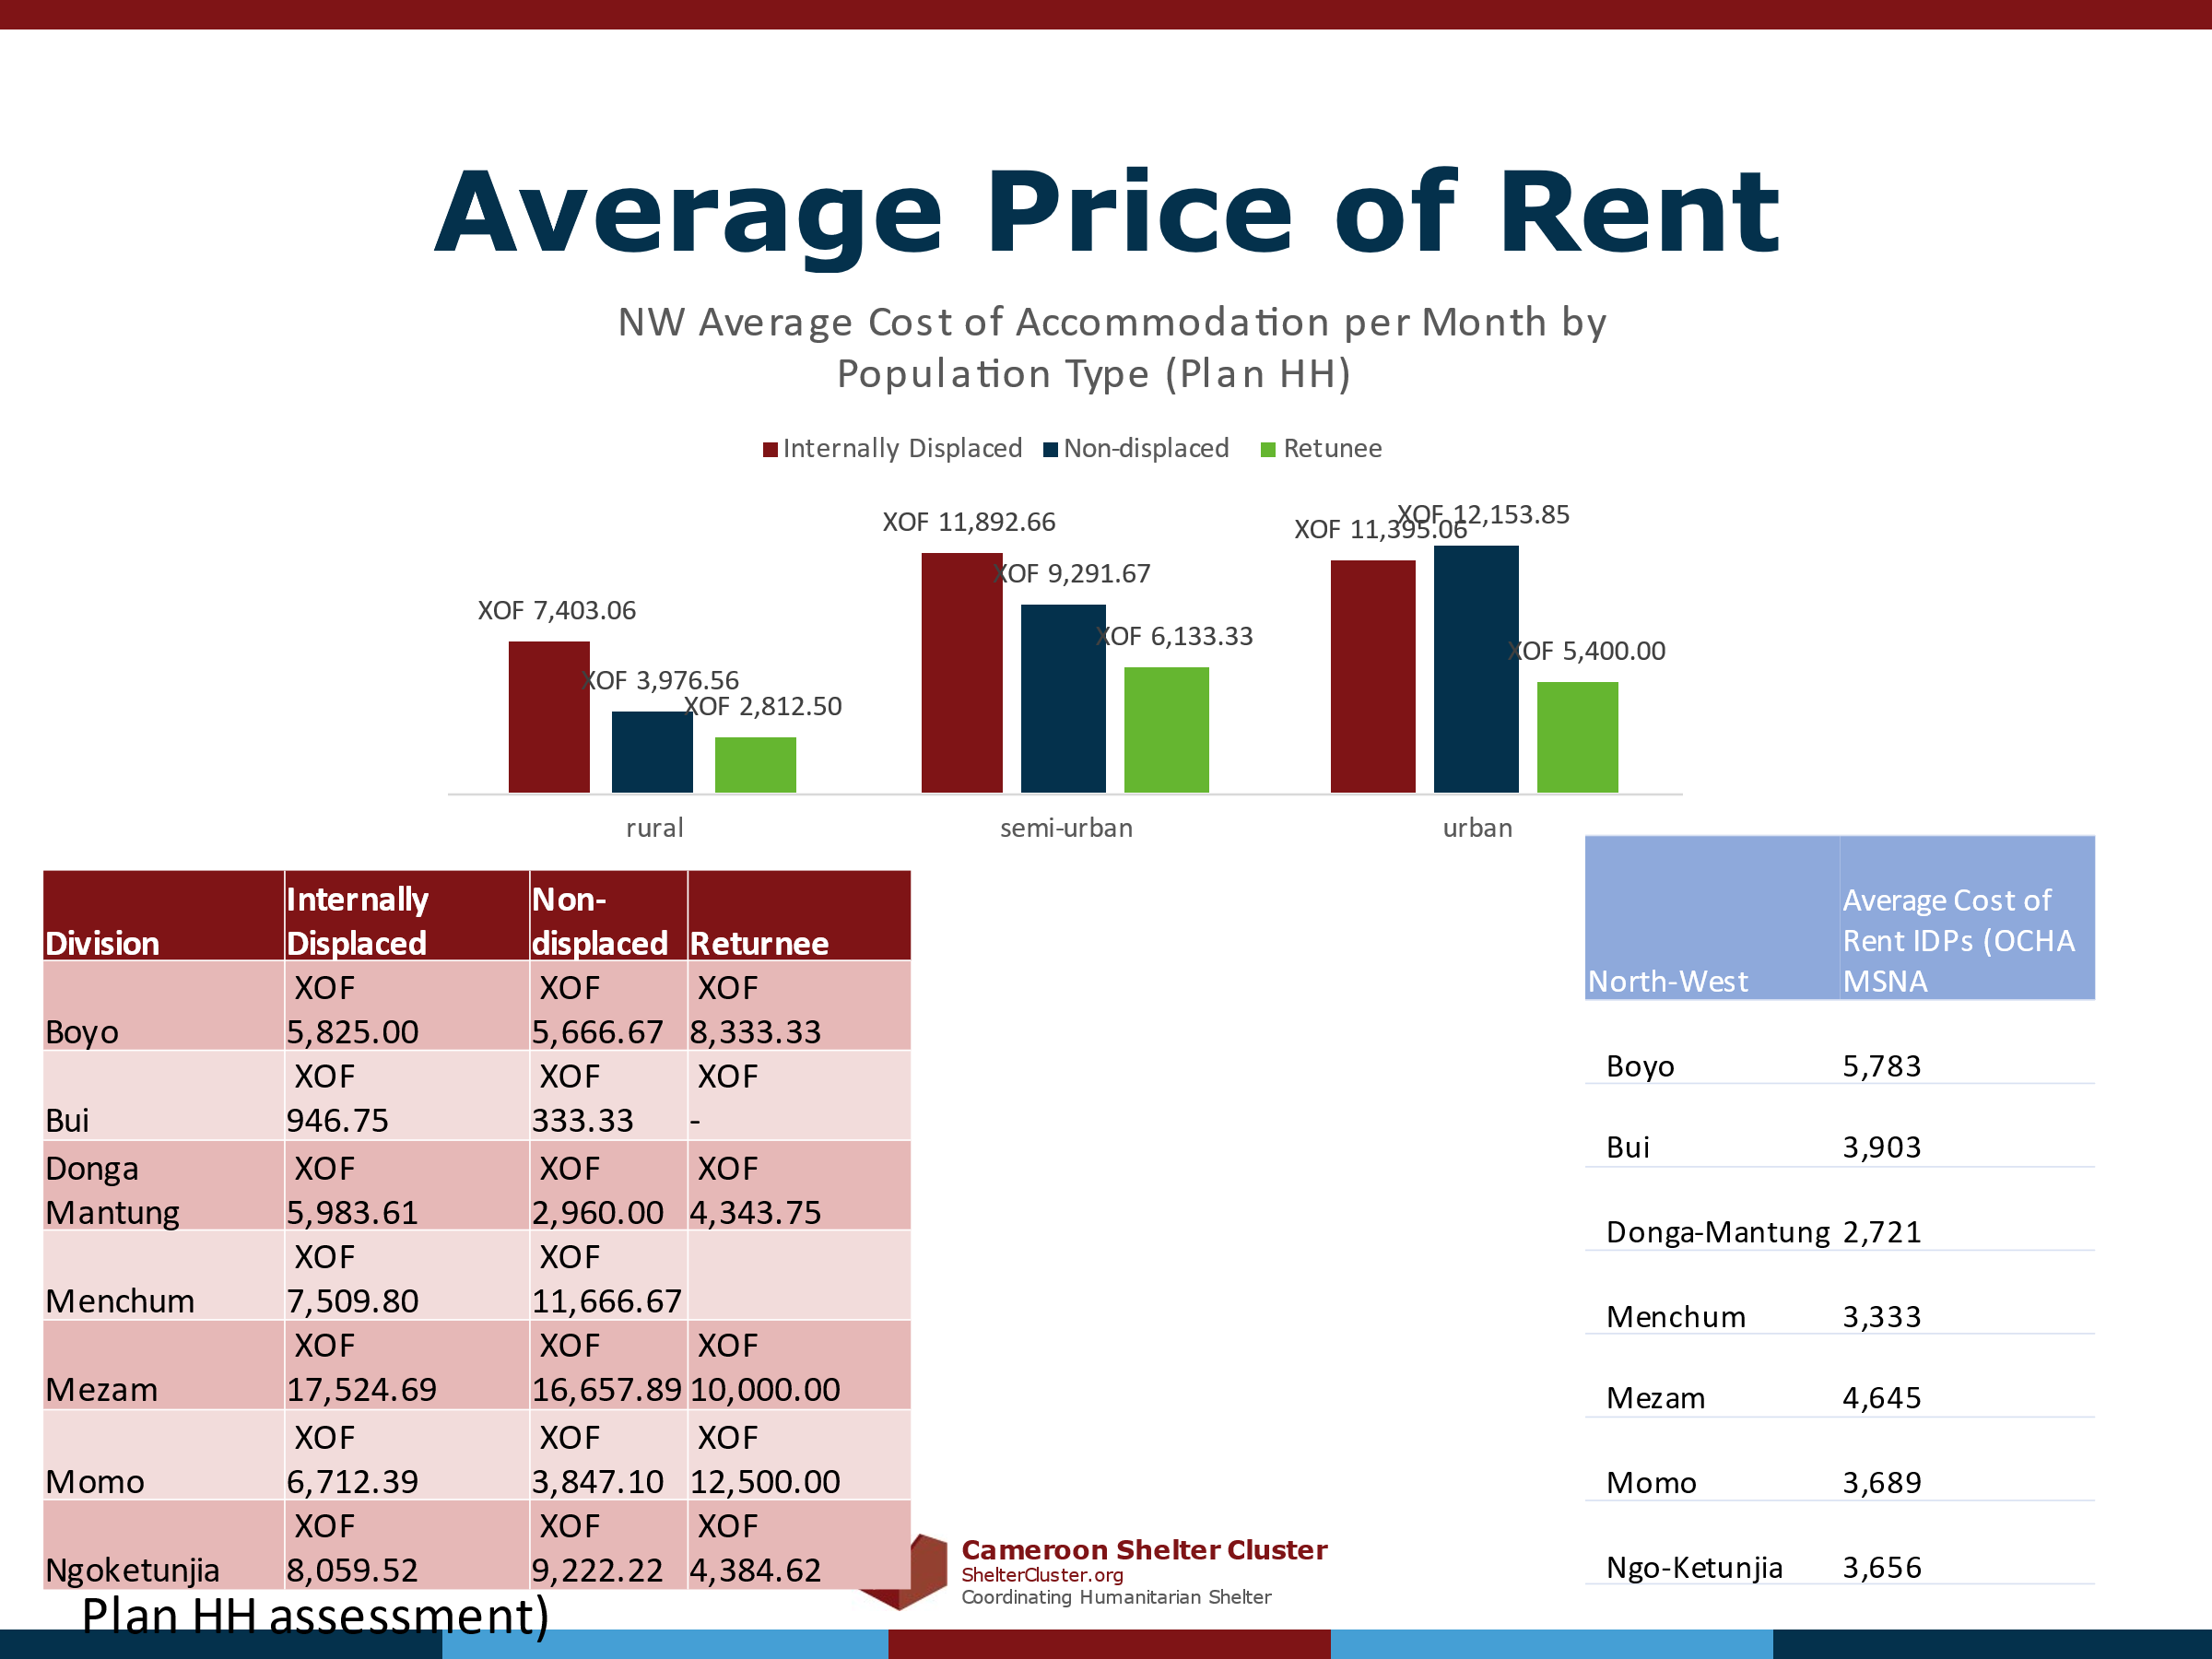 Average Price of Rent
NW Average Cost of Accommodation per Month by
Population Type (Plan HH)
Internally Displaced Non-displaced Retunee
XOF 7,403.06
XOF 3,976.56
XOF 2,812.50
XOF 11,892.66
XOF 9,291.67
XOF 6,133.33
XOF 11,395.06
XOF 12,153.85
XOF 5,400.00
rural semi-urban urban
Division Internally Displaced Non-displaced Returnee
Boyo XOF 5,825.00 XOF 5,666.67 XOF 8,333.33
Bui XOF 946.75 XOF 333.33 XOF -
Donga Mantung XOF 5,983.61 XOF 2,960.00 XOF 4,343.75
Menchum XOF 7,509.80 XOF 11,666.67
Mezam XOF 17,524.69 XOF 16,657.89 XOF 10,000.00
Momo XOF 6,712.39 XOF 3,847.10 XOF 12,500.00
Ngoketunjia XOF 8,059.52 XOF 9,222.22 XOF 4,384.62
Plan HH assessment)
North-West Average Cost of Rent IDPs (OCHA MSNA
Boyo 5,783
Bui 3,903
Donga-Mantung 2,721
Menchum 3,333
Mezam 4,645
Momo 3,689
Ngo-Ketunjia 3,656
Cameroon Shelter Cluster
ShelterCluster.org
Coordinating Humanitarian Shelter